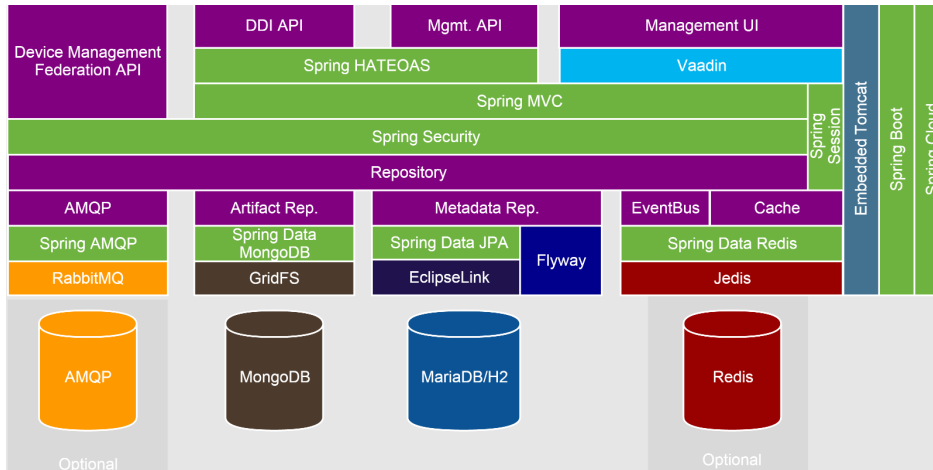 DDI API
Mgmt. API
Management UI
Device Management
Federation API
Spring HATEOAS
Vaadin
Spring MVC
Spring Security
Spring
Session
Repository
Embedded Tomcat
Spring Boot
Spring Cloud
AMQP
Artifact Rep.
Metadata Rep.
EventBus
Cache
Spring AMQP
Spring Data
MongoDB
Spring Data JPA
Flyway
Spring Data Redis
RabbitMQ
GridFS
EclipseLink
Jedis
AMQP
MongoDB
MariaDB/H2
Redis
Optional
Optional